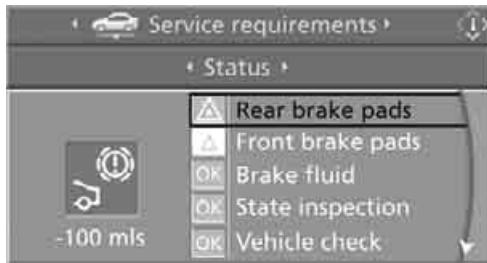 Service requirements
Status
Rear brake pads
Front brake pads
OK Brake fluid
OK State inspection
-100 mls
OK Vehicle check